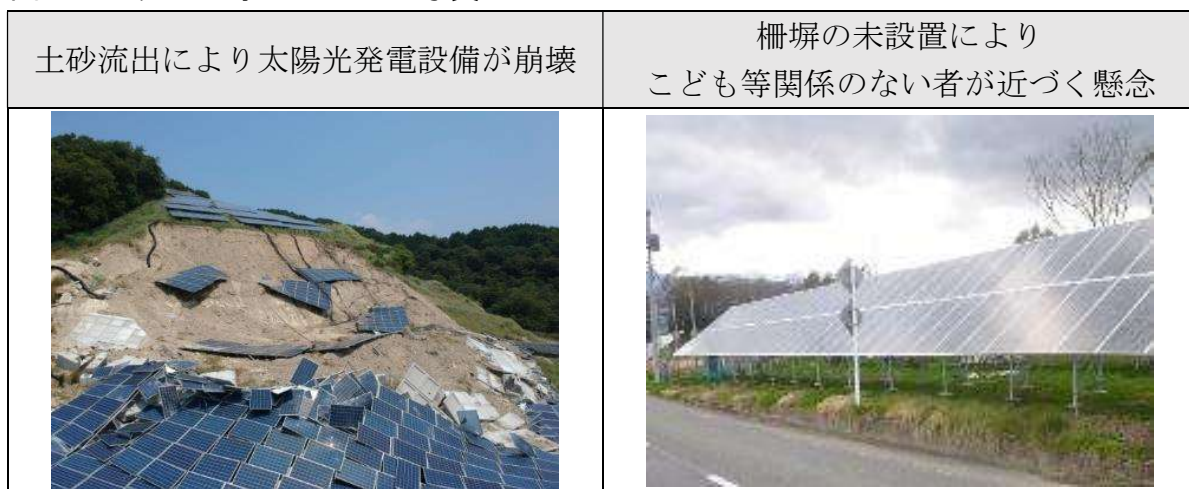 土砂流出により太陽光発電設備が崩壊
柵塀の未設置により
こども等関係のない者が近づく懸念